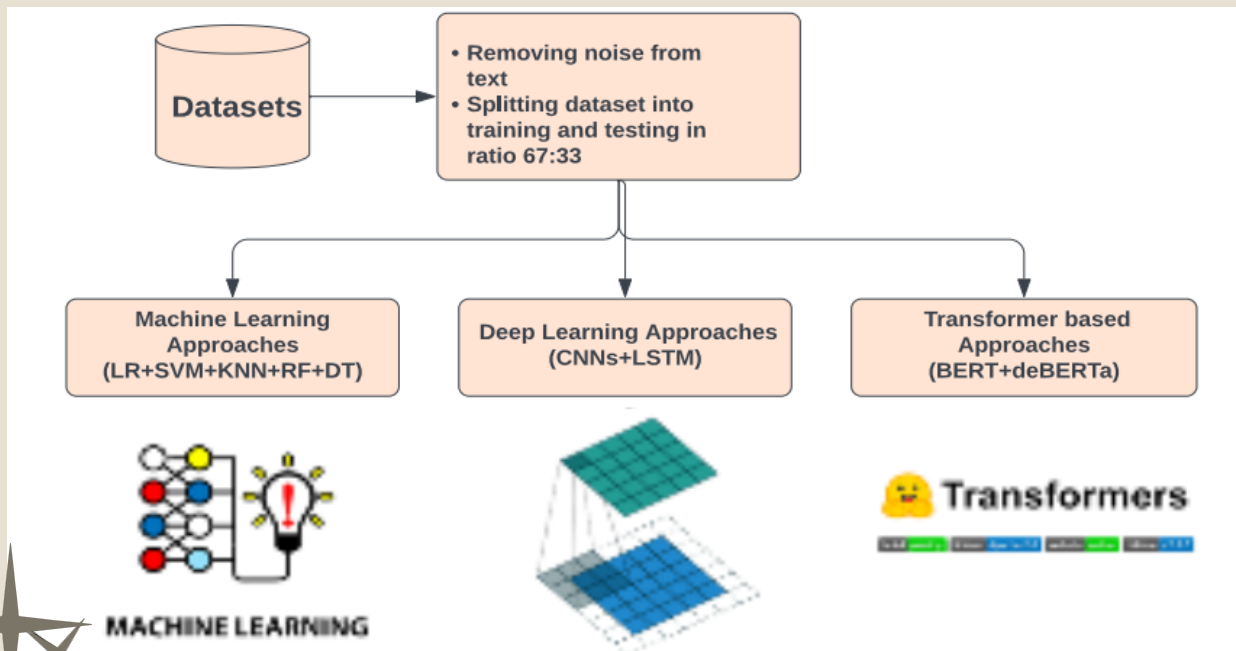 Datasets
• Removing noise from
text
• Splitting dataset into
training and testing in
ratio 67:33
Machine Learning
Approaches
(LR+SVM+KNN+RF+DT)
Deep Learning Approaches
(CNNs+LSTM)
Transformer based
Approaches
(BERT+deBERTa)
Transformers
MACHINE LEARNING